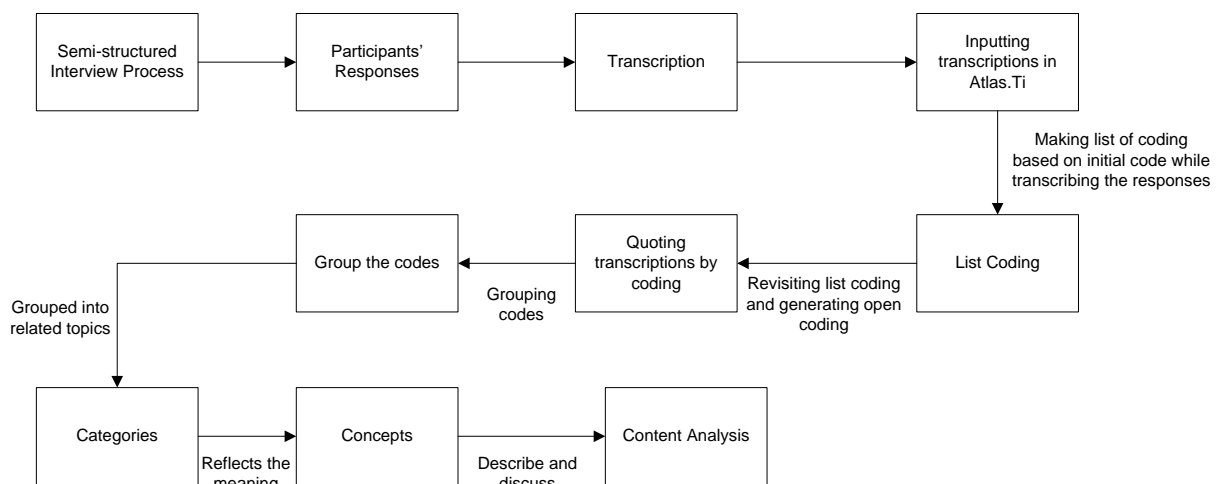 Semi-structured
Interview Process
Participants'
Responses
Transcription
Inputting
transcriptions in
Atlas.Ti
Making list of coding
based on initial code while
transcribing the responses
List Coding
Revisiting list coding
and generating open
coding
Quoting
transcriptions by
coding
Grouping
codes
Group the codes
Grouped into
related topics
Categories
Reflects the
meaning
Concepts
Describe and
discuss
Content Analysis